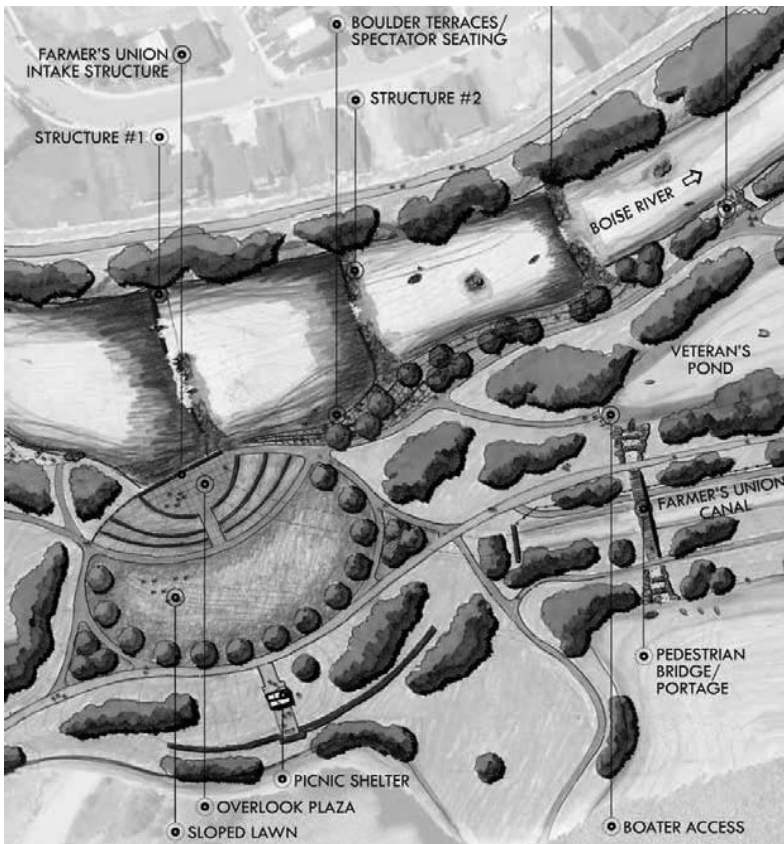 BOULDER TERRACES/
SPECTATOR SEATING
FARMER'S UNION
INTAKE STRUCTURE
STRUCTURE #2
STRUCTURE #1
BOISE RIVER
VETERAN'S
POND
FARMER'S UNION
CANAL
PEDESTRIAN
BRIDGE/
PORTAGE
PICNIC SHELTER
OVERLOOK PLAZA
SLOPED LAWN
BOATER ACCESS